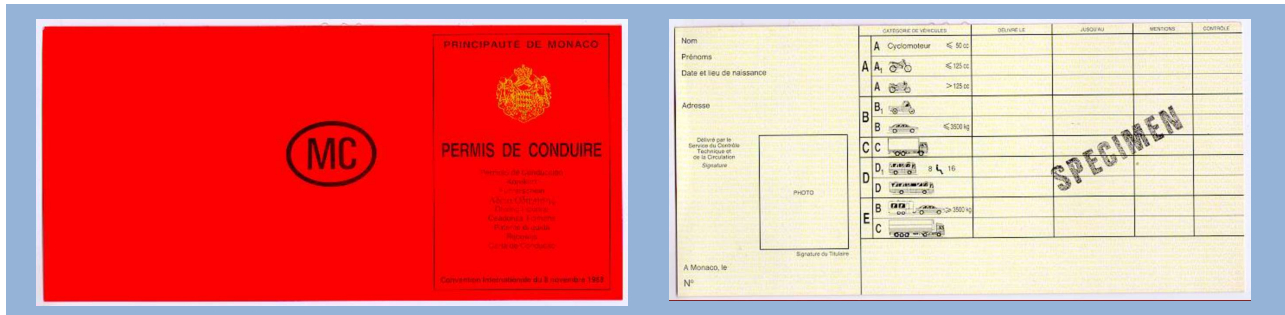 PRINCIPAUTÉ DE MONACO
MC
PERMIS DE CONDUIRE
Convention Internationale du 8 novembre 1968
Nom
Prénoms
Date et lieu de naissance
Adresse
Délivré par le
Service du Contrôle
Technique et
de la Circulation
Signature
PHOTO
Signature du Titulaire
A Monaco, le
N°
CATÉGORIE DE VÉHICULES DÉLIVRÉ LE JUSQU'AU MENTIONS CONTRÔLE
A
A Cyclomoteur ⩽ 50 cc
A1 ⩽ 125 cc
A > 125 cc
B
B1
B ⩽ 3500 kg
C C
D
D1 8 16
D
E
B > 3500 kg
C
SPECIMEN